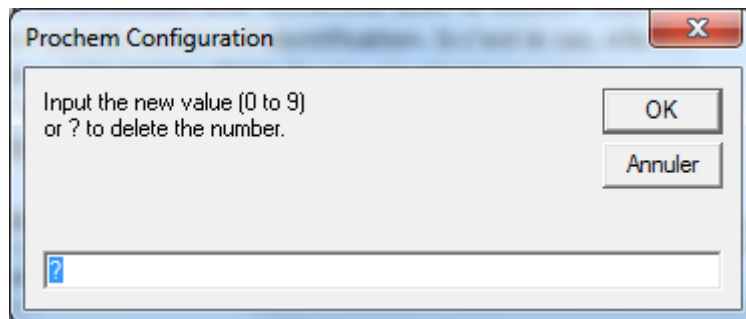 Prochem Configuration
Input the new value (0 to 9)
or ? to delete the number.
OK
Annuler
?